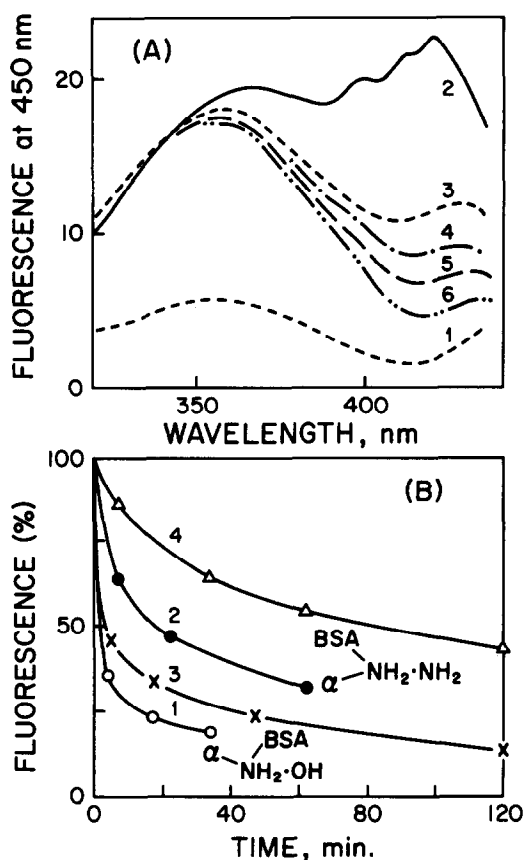 (A)
FLUORESCENCE at 450 nm
20
10
0
2
3
4
5
6
1
350
400
WAVELENGTH, nm
(B)
FLUORESCENCE (%)
100
50
0
4
2
3
1
BSA
α NH₂·NH₂
BSA
α NH₂·OH
0
40
80
120
TIME, min.